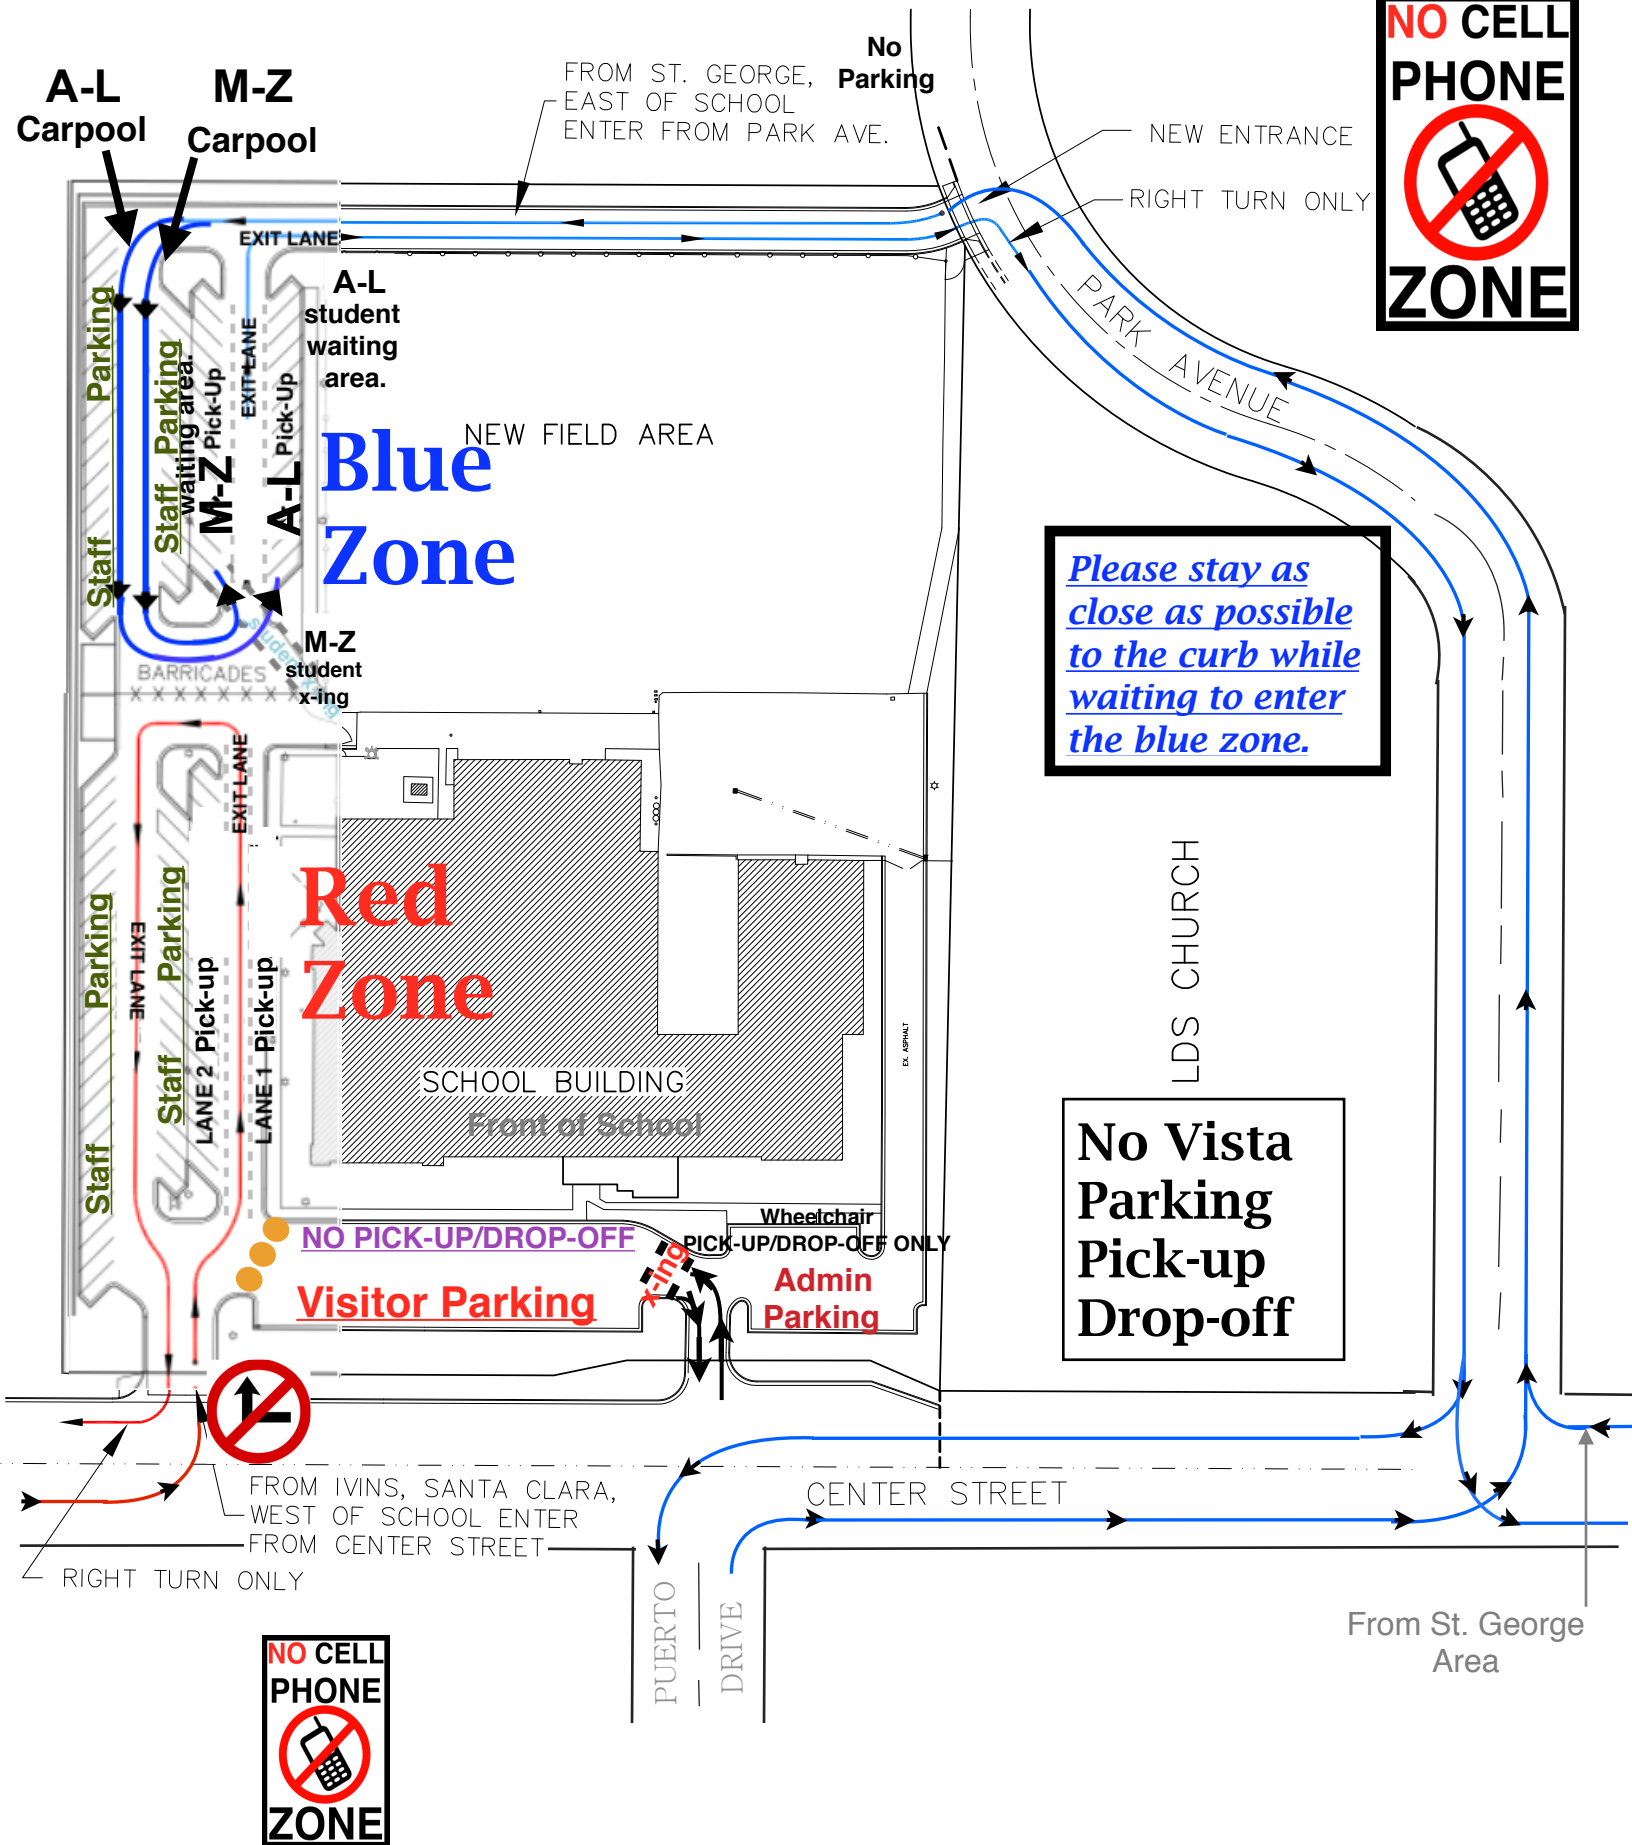 NO CELL
PHONE
ZONE
No
Parking
A-L
Carpool
M-Z
Carpool
FROM ST. GEORGE,
EAST OF SCHOOL
ENTER FROM PARK AVE.
NEW ENTRANCE
RIGHT TURN ONLY
EXIT LANE
A-L
student
waiting
area.
PARK AVENUE
Staff Parking
Staff Parking
waiting area.
M-Z Pick-Up
EXIT LANE
A-L Pick-Up
Blue
Zone
NEW FIELD AREA
Please stay as
close as possible
to the curb while
waiting to enter
the blue zone.
student x-ing
M-Z
student
x-ing
BARRICADES
X X X X X X X X X X
EXIT LANE
Red
Zone
Staff Parking
EXIT LANE
Staff Parking
LANE 2 Pick-up
LANE 1 Pick-up
SCHOOL BUILDING
Front of School
EX. ASPHALT
LDS CHURCH
No Vista
Parking
Pick-up
Drop-off
NO PICK-UP/DROP-OFF
Wheelchair
PICK-UP/DROP-OFF ONLY
x-ing
Visitor Parking
Admin
Parking
FROM IVINS, SANTA CLARA,
WEST OF SCHOOL ENTER
FROM CENTER STREET
RIGHT TURN ONLY
CENTER STREET
PUERTO
DRIVE
From St. George
Area
NO CELL
PHONE
ZONE